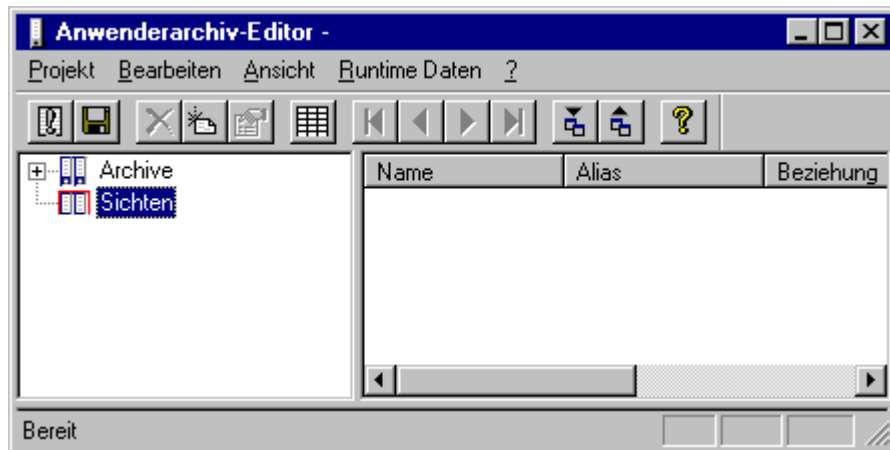 Anwenderarchiv-Editor -
Projekt Bearbeiten Ansicht Runtime Daten ?
Archive
Sichten
Name Alias Beziehung
Bereit